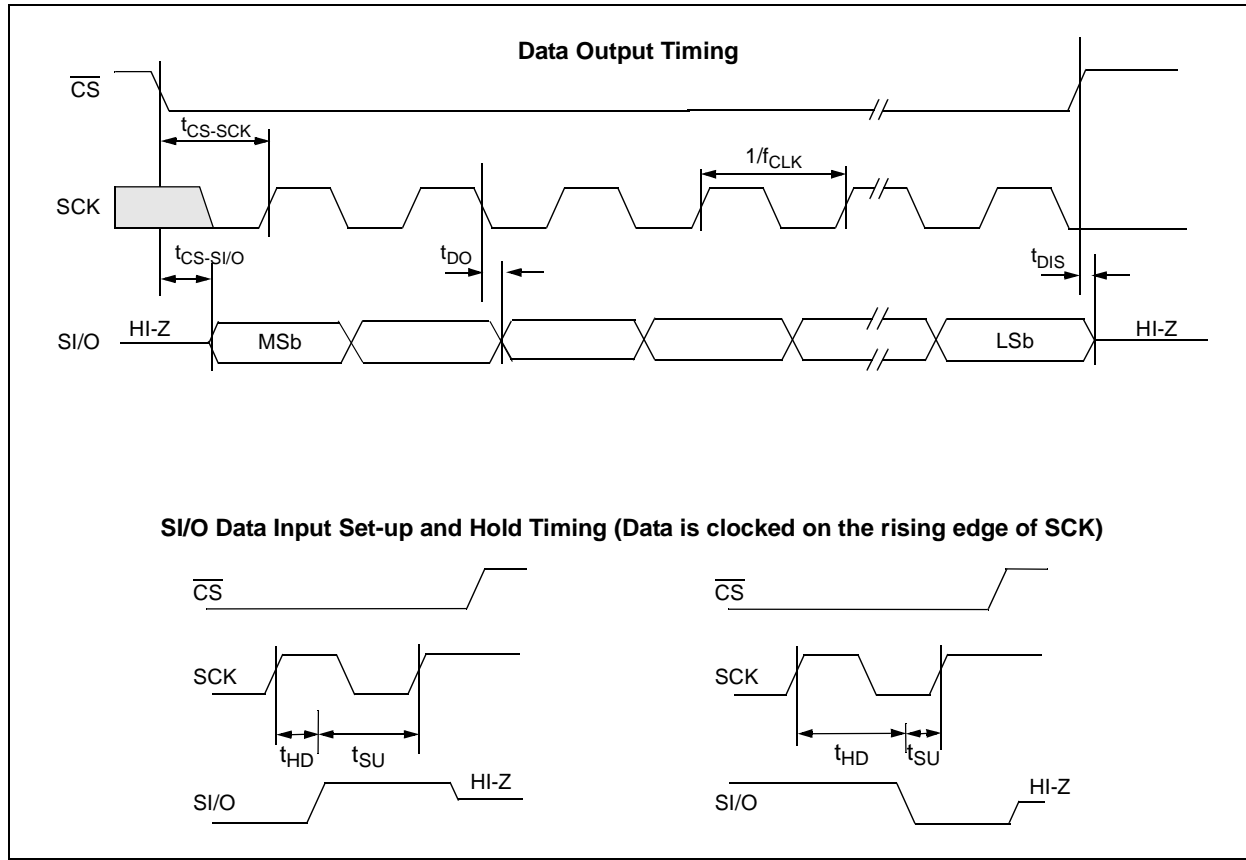 Data Output Timing
CS
tCS-SCK
1/fCLK
SCK
tCS-SI/O
tDO
tDIS
SI/O
HI-Z
MSb
LSb
HI-Z
SI/O Data Input Set-up and Hold Timing (Data is clocked on the rising edge of SCK)
CS
SCK
tHD
tSU
SI/O
HI-Z
CS
SCK
tHD
tSU
SI/O
HI-Z